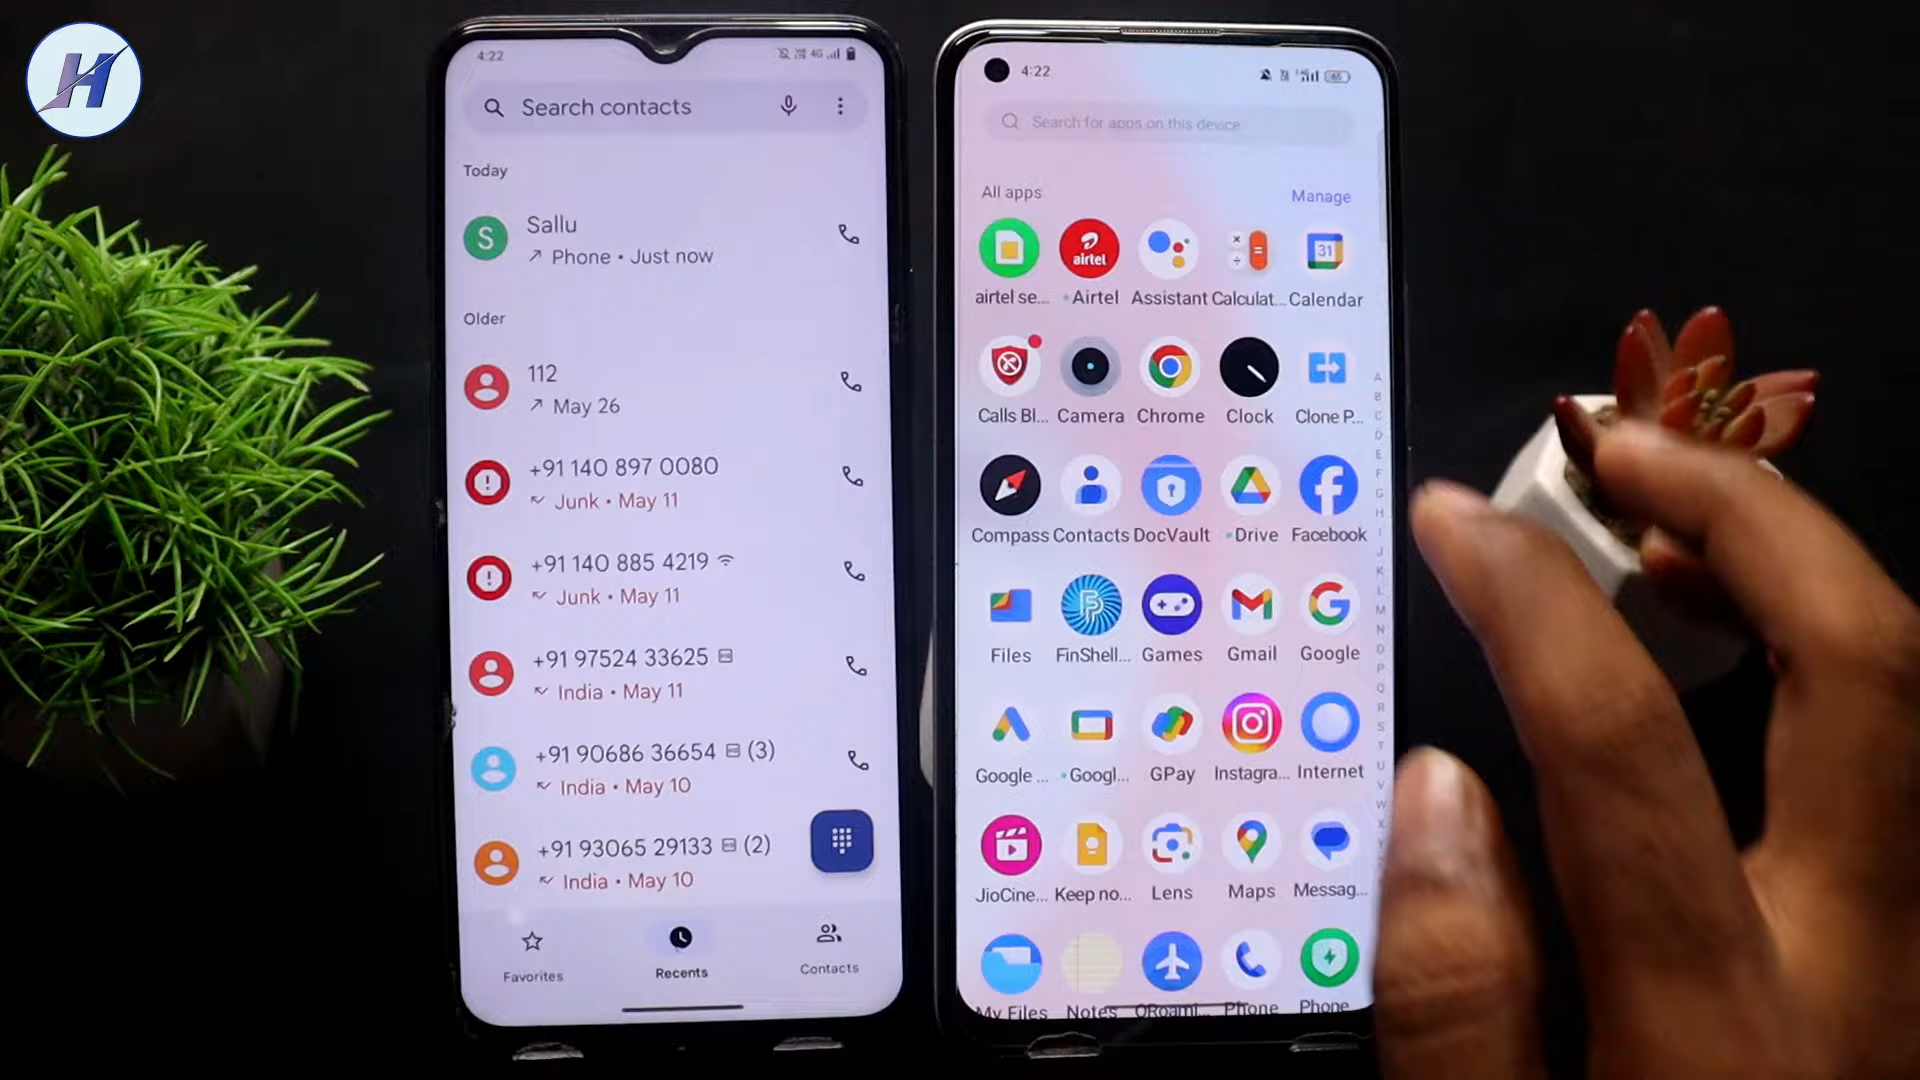 H
4:22
4G
Search contacts
Today
S
Sallu
Phone • Just now
Older
112
May 26
+91 140 897 0080
Junk • May 11
+91 140 885 4219
Junk • May 11
+91 97524 33625
India • May 11
+91 90686 36654 (3)
India • May 10
+91 93065 29133 (2)
India • May 10
Favorites
Recents
Contacts
4:22
65
Search for apps on this device
All apps
Manage
airtel
31
airtel se...
Airtel
Assistant
Calculat...
Calendar
Calls Bl...
Camera
Chrome
Clock
Clone P...
Compass
Contacts
DocVault
Drive
Facebook
Files
FinShell...
Games
Gmail
Google
Google ...
Googl...
GPay
Instagra...
Internet
JioCine...
Keep no...
Lens
Maps
Messag...
My Files
Notes
ORoami...
Phone
Phone
A
B
C
D
E
F
G
H
I
J
K
L
M
N
O
P
Q
R
S
T
U
V
W
X